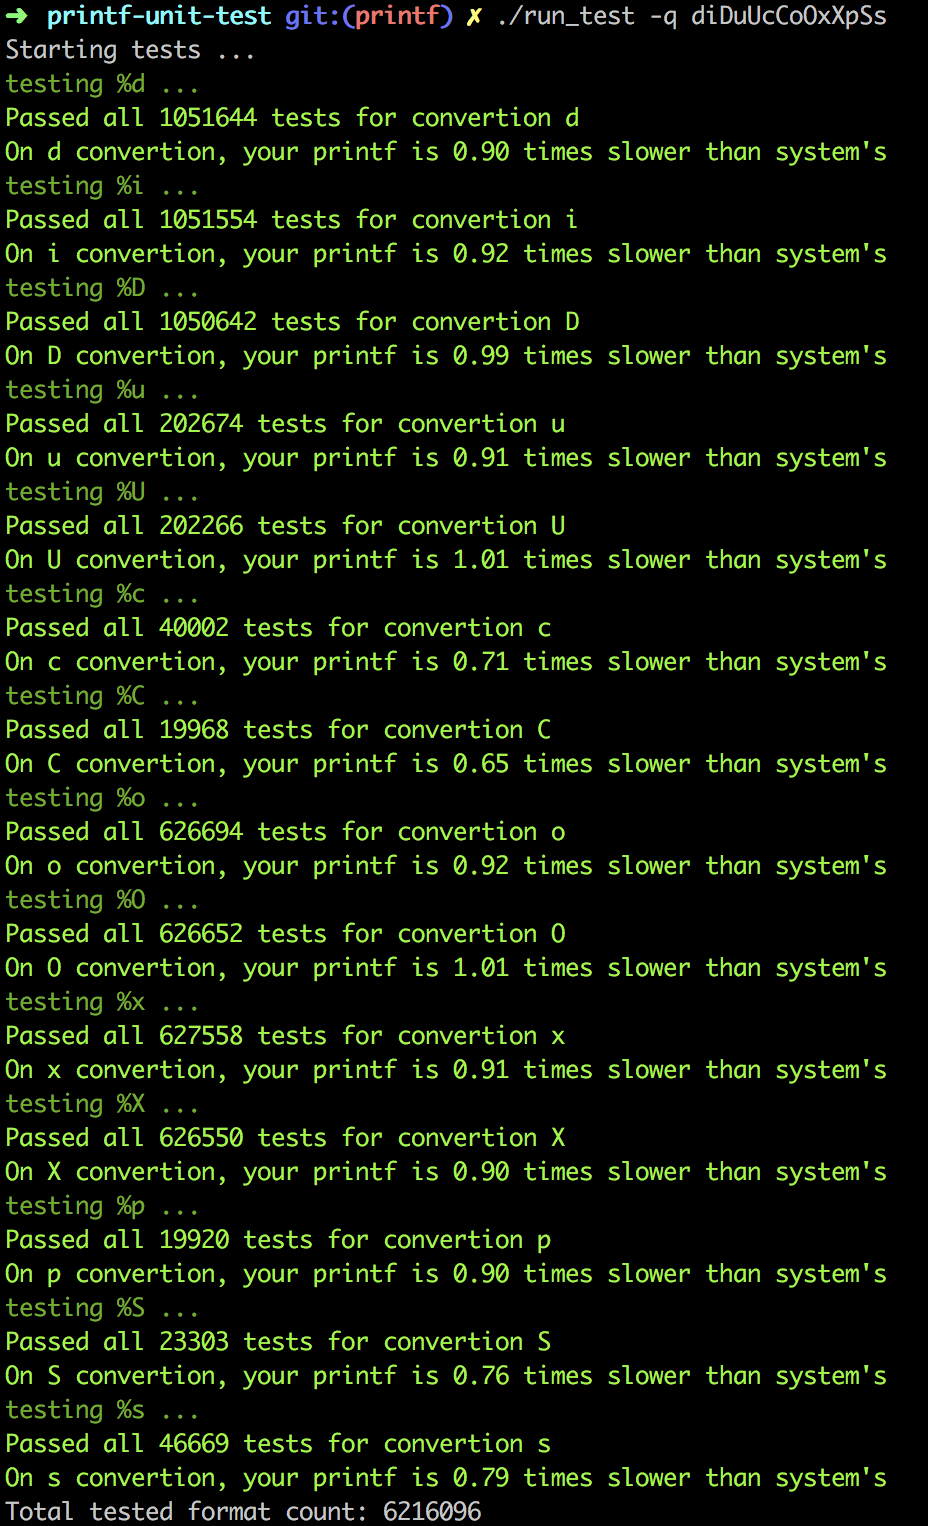 ➜ printf-unit-test git:(printf) ✗ ./run_test -q diDuUcCoOxXpSs
Starting tests ...
testing %d ...
Passed all 1051644 tests for convertion d
On d convertion, your printf is 0.90 times slower than system's
testing %i ...
Passed all 1051554 tests for convertion i
On i convertion, your printf is 0.92 times slower than system's
testing %D ...
Passed all 1050642 tests for convertion D
On D convertion, your printf is 0.99 times slower than system's
testing %u ...
Passed all 202674 tests for convertion u
On u convertion, your printf is 0.91 times slower than system's
testing %U ...
Passed all 202266 tests for convertion U
On U convertion, your printf is 1.01 times slower than system's
testing %c ...
Passed all 40002 tests for convertion c
On c convertion, your printf is 0.71 times slower than system's
testing %C ...
Passed all 19968 tests for convertion C
On C convertion, your printf is 0.65 times slower than system's
testing %o ...
Passed all 626694 tests for convertion o
On o convertion, your printf is 0.92 times slower than system's
testing %O ...
Passed all 626652 tests for convertion O
On O convertion, your printf is 1.01 times slower than system's
testing %x ...
Passed all 627558 tests for convertion x
On x convertion, your printf is 0.91 times slower than system's
testing %X ...
Passed all 626550 tests for convertion X
On X convertion, your printf is 0.90 times slower than system's
testing %p ...
Passed all 19920 tests for convertion p
On p convertion, your printf is 0.90 times slower than system's
testing %S ...
Passed all 23303 tests for convertion S
On S convertion, your printf is 0.76 times slower than system's
testing %s ...
Passed all 46669 tests for convertion s
On s convertion, your printf is 0.79 times slower than system's
Total tested format count: 6216096